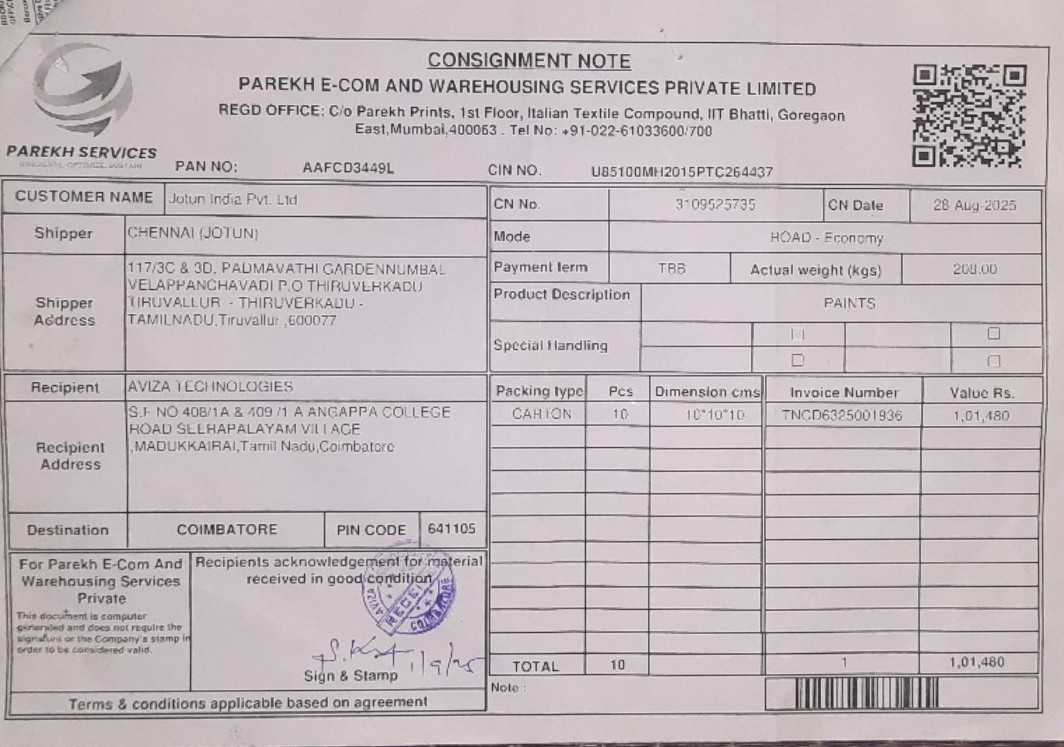 CONSIGNMENT NOTE
PAREKH E-COM AND WAREHOUSING SERVICES PRIVATE LIMITED
REGD OFFICE: C/o Parekh Prints, 1st Floor, Italian Textile Compound, IIT Bhatti, Goregaon
East,Mumbai,400063 . Tel No: +91-022-61033600/700
PAREKH SERVICES
PAN NO: AAFCD3449L CIN NO. U85100MH2015PTC264437
CUSTOMER NAME Jotun India Pvt. Ltd
CN No. 3109525735 CN Date 28 Aug-2025
Shipper CHENNAI (JOTUN)
Mode ROAD - Economy
Shipper
Address
117/3C & 3D, PADMAVATHI GARDENNUMBAL
VELAPPANCHAVADI P.O THIRUVERKADU
TIRUVALLUR - THIRUVERKADU -
TAMILNADU,Tiruvallur ,600077
Payment term TBB Actual weight (kgs) 208.00
Product Description PAINTS
Special Handling
Recipient AVIZA TECHNOLOGIES
Recipient
Address
S.F NO 408/1A & 409 /1 A ANGAPPA COLLEGE
ROAD SEERAPALAYAM VILLAGE
,MADUKKAIRAI,Tamil Nadu,Coimbatore
Packing type Pcs Dimension cms Invoice Number Value Rs.
CARTON 10 10*10*10 TNCD6325001936 1,01,480
Destination COIMBATORE PIN CODE 641105
For Parekh E-Com And
Warehousing Services
Private
This document is computer
generated and does not require the
signature or the Company's stamp in
order to be considered valid.
Recipients acknowledgement for material
received in good condition
AVIZA
COIMBATORE
1/9/25
Sign & Stamp
TOTAL 10 1 1,01,480
Note :
Terms & conditions applicable based on agreement